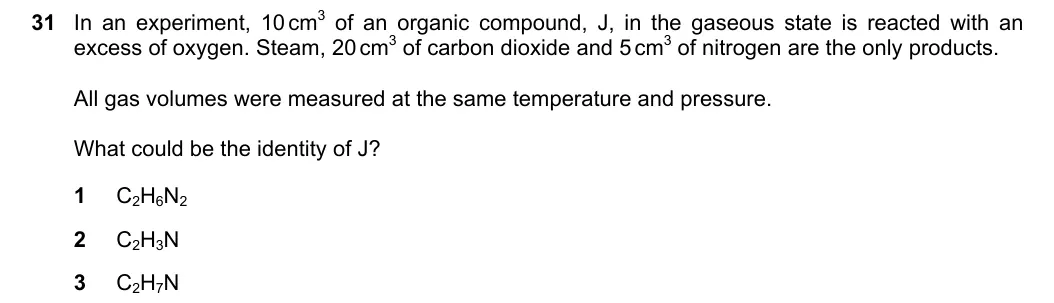 31 In an experiment, 10 cm³ of an organic compound, J, in the gaseous state is reacted with an
excess of oxygen. Steam, 20 cm³ of carbon dioxide and 5 cm³ of nitrogen are the only products.
All gas volumes were measured at the same temperature and pressure.
What could be the identity of J?
1 C₂H₆N₂
2 C₂H₃N
3 C₂H₇N